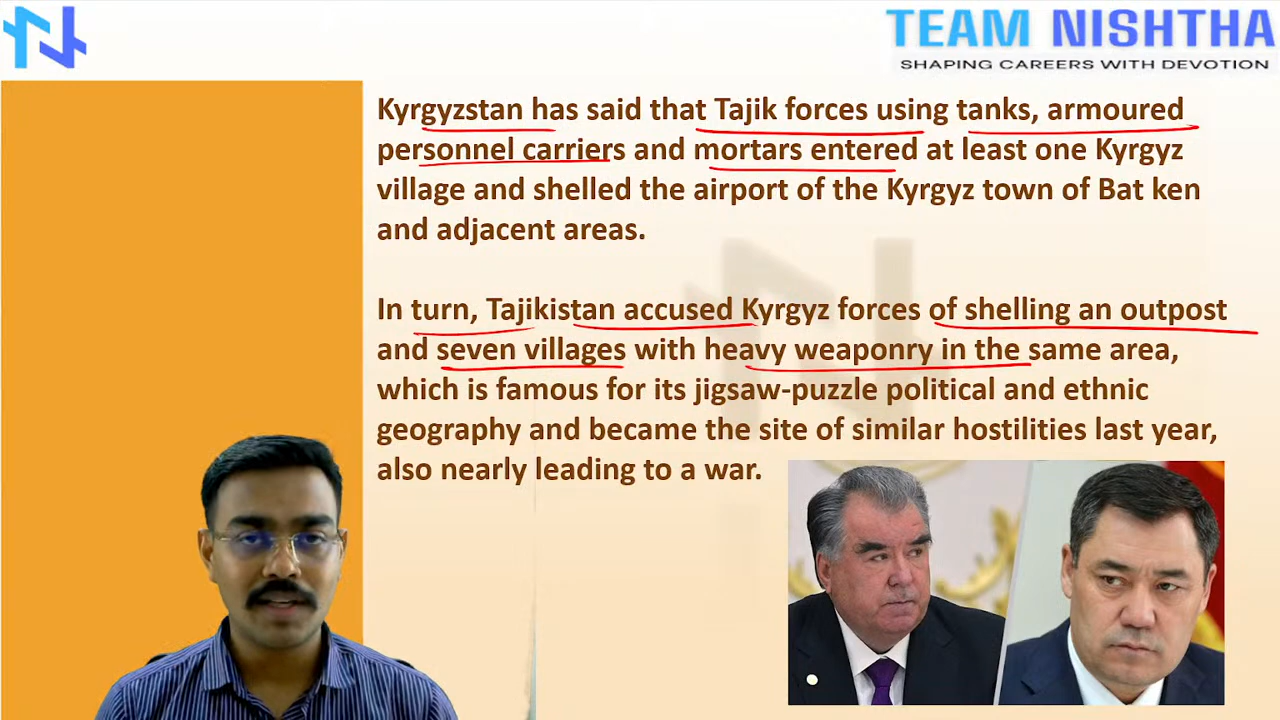 TEAM NISHTHA
SHAPING CAREERS WITH DEVOTION
Kyrgyzstan has said that Tajik forces using tanks, armoured
personnel carriers and mortars entered at least one Kyrgyz
village and shelled the airport of the Kyrgyz town of Bat ken
and adjacent areas.
In turn, Tajikistan accused Kyrgyz forces of shelling an outpost
and seven villages with heavy weaponry in the same area,
which is famous for its jigsaw-puzzle political and ethnic
geography and became the site of similar hostilities last year,
also nearly leading to a war.